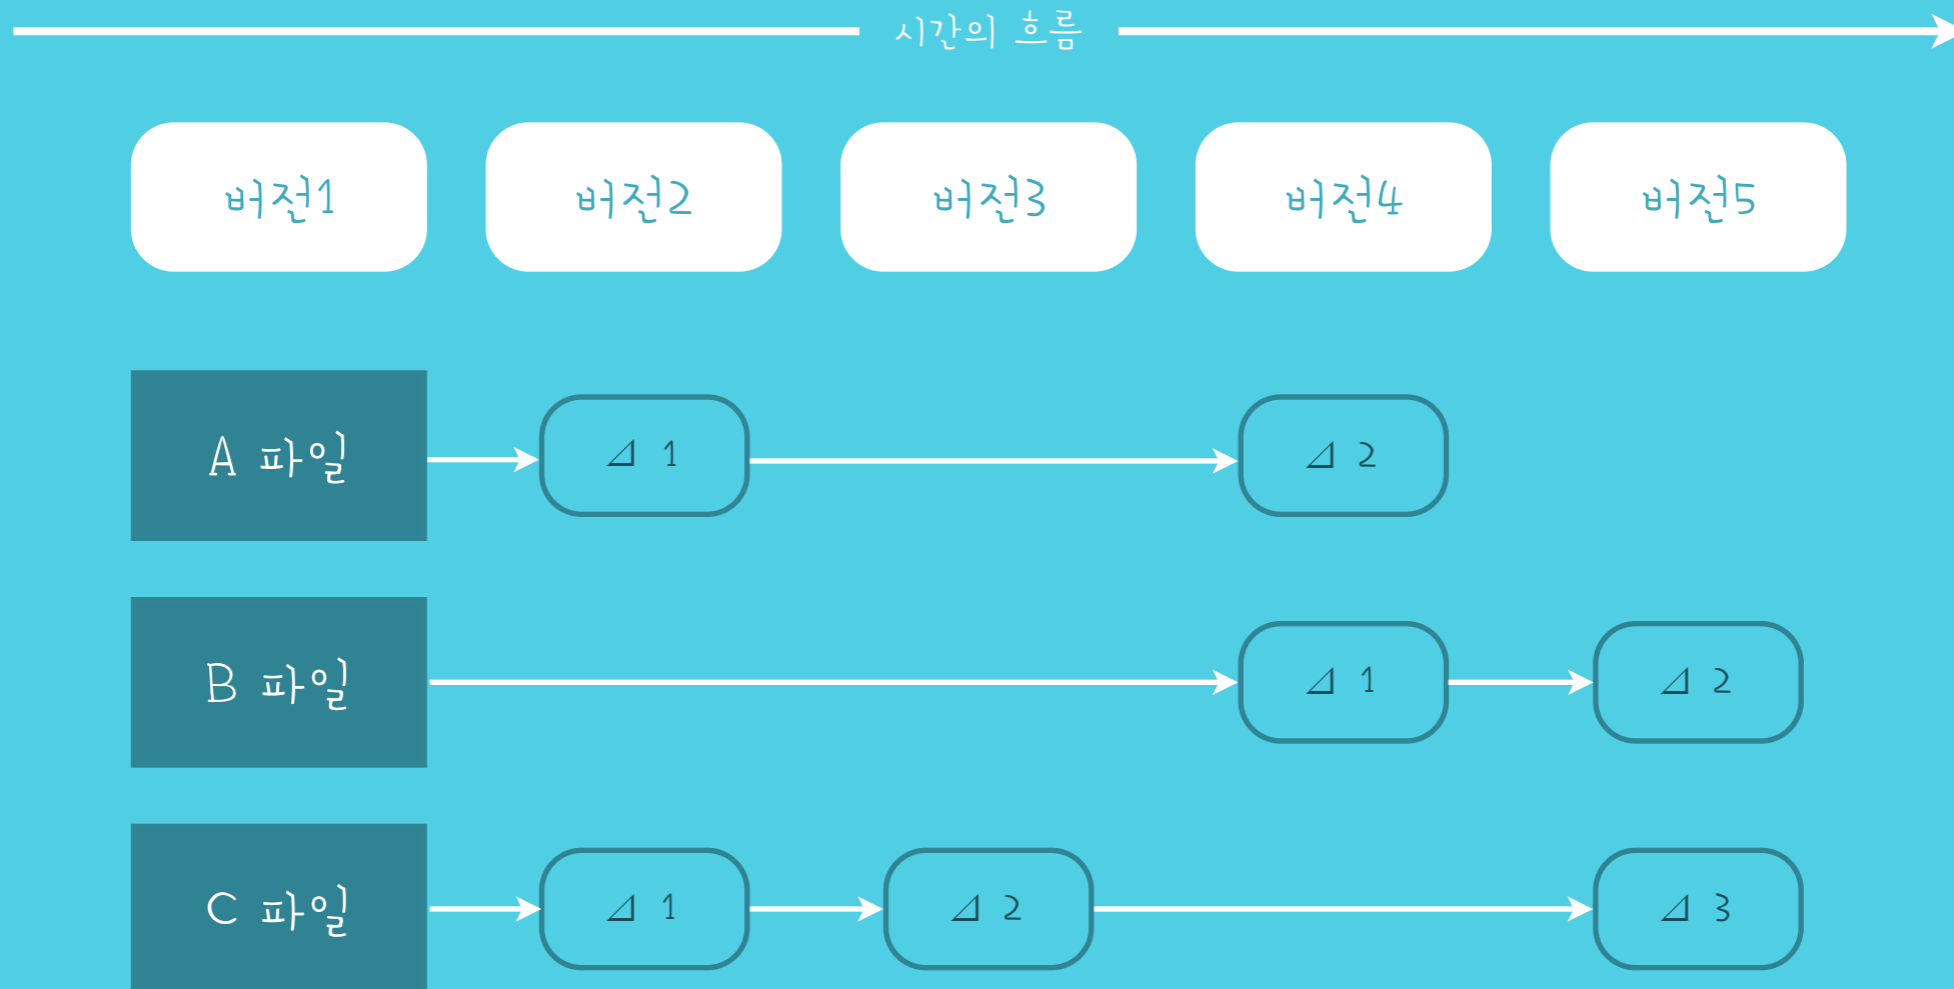 시간의 흐름
버전1 버전2 버전3 버전4 버전5
A 파일 ⊿ 1 ⊿ 2
B 파일 ⊿ 1 ⊿ 2
C 파일 ⊿ 1 ⊿ 2 ⊿ 3